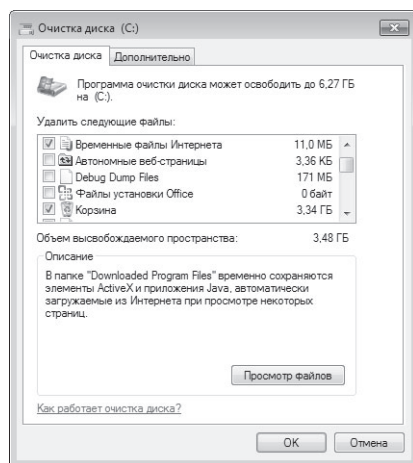 Очистка диска (C:)
Очистка диска Дополнительно
Программа очистки диска может освободить до 6,27 ГБ
на (C:).
Удалить следующие файлы:
Временные файлы Интернета 11,0 МБ
Автономные веб-страницы 3,36 КБ
Debug Dump Files 171 МБ
Файлы установки Office 0 байт
Корзина 3,34 ГБ
Объем высвобождаемого пространства: 3,48 ГБ
Описание
В папке "Downloaded Program Files" временно сохраняются
элементы ActiveX и приложения Java, автоматически
загружаемые из Интернета при просмотре некоторых
страниц.
Просмотр файлов
Как работает очистка диска?
OK Отмена